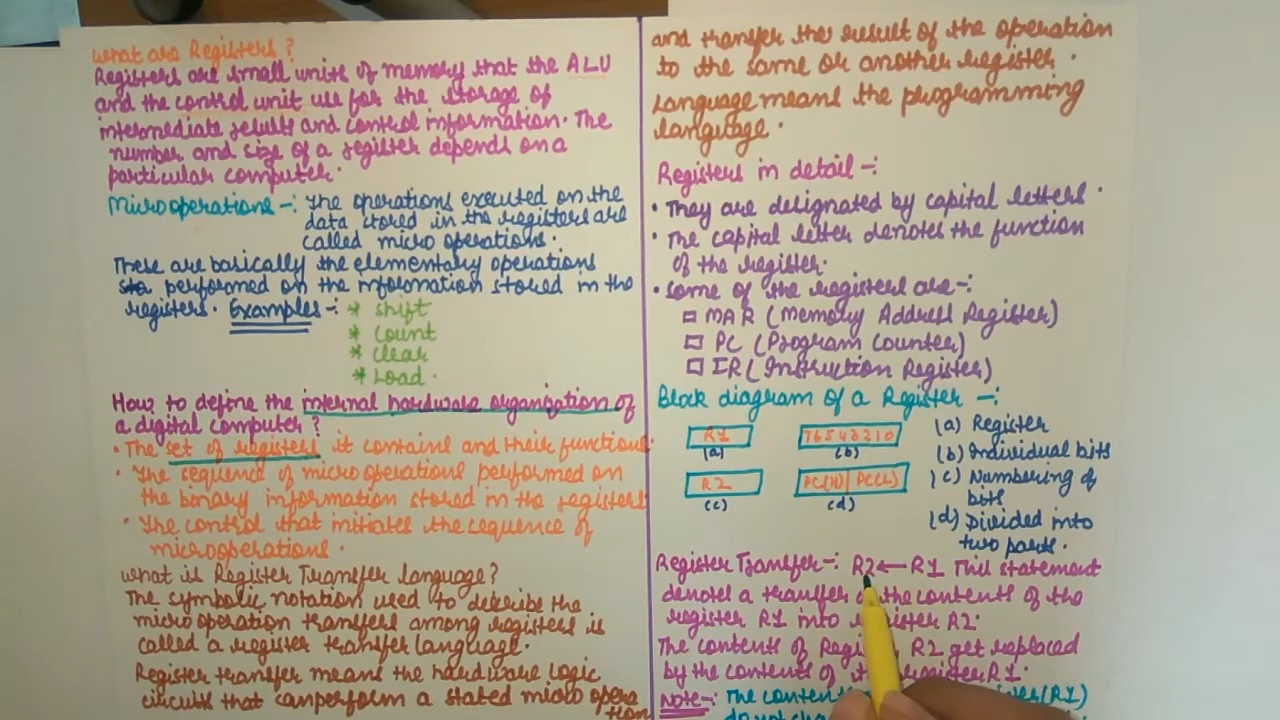 What are Registers?
Registers are small units of memory that the ALU
and the control unit use for the storage of
intermediate results and control information. The
number and size of a register depends on a
particular computer.
Microoperations -: The operations executed on the
data stored in the registers are
called micro operations.
These are basically the elementary operations
performed on the information stored in the
registers. Examples -: * Shift
* Count
* Clear
* Load.
How to define the internal hardware organization of
a digital computer?
• The set of registers it contains and their functions.
• The sequence of microoperations performed on
the binary information stored in the registers
• The control that initiates the sequence of
microoperations.
What is Register Transfer language?
The symbolic notation used to describe the
microoperation transfers among registers is
called a register transfer language.
Register transfer means the hardware logic
circuits that can perform a stated micro opera
tion
and transfer the result of the operation
to the same or another register.
Language means the programming
language.
Registers in detail -:
• They are designated by capital letters.
• The capital letter denotes the function
of the register.
• Some of the registers are -:
MAR (Memory Address Register)
PC (Program Counter)
IR (Instruction Register)
Block diagram of a Register -:
R1
(a)
76543210
(b)
R2
(c)
PC(H) PC(L)
(d)
(a) Register
(b) Individual bits
(c) Numbering of
bits
(d) Divided into
two parts.
Register Transfer -: R2 ← R1 This statement
denotes a transfer the contents of the
register R1 into R2.
The contents of R2 get replaced
by the contents of R1.
Note -: The (R1)
do not